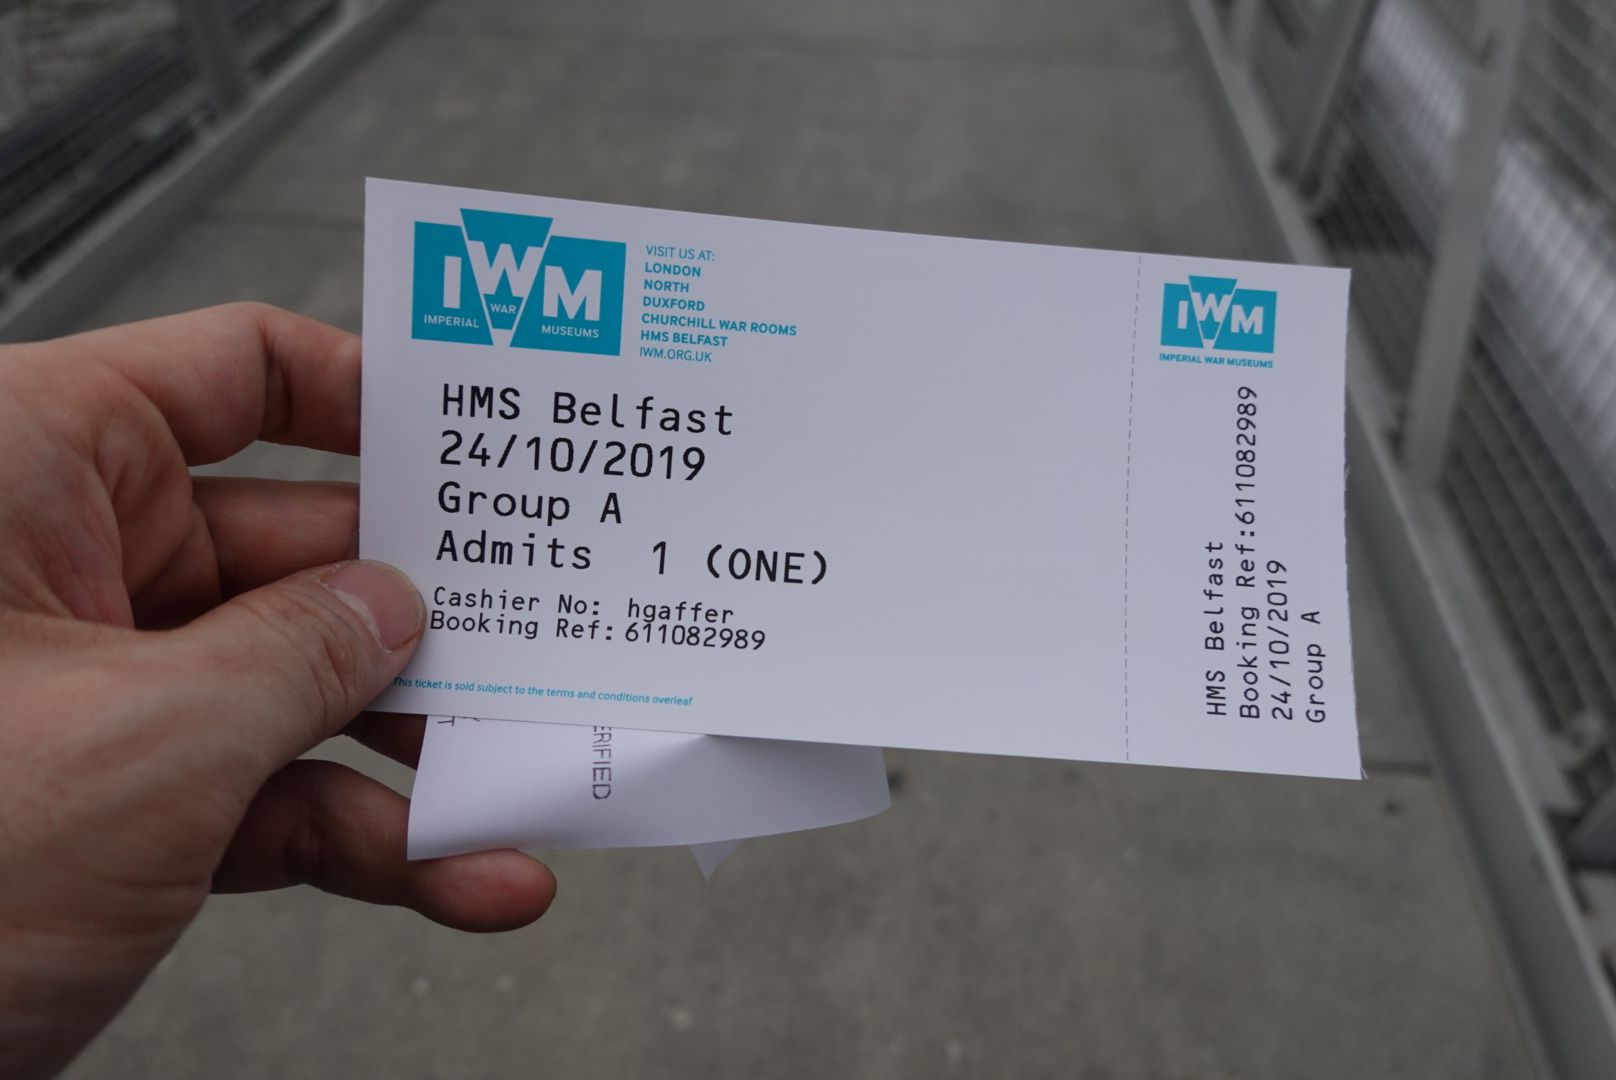 IWM
IMPERIAL WAR MUSEUMS
VISIT US AT:
LONDON
NORTH
DUXFORD
CHURCHILL WAR ROOMS
HMS BELFAST
IWM.ORG.UK
HMS Belfast
24/10/2019
Group A
Admits 1 (ONE)
Cashier No: hgaffer
Booking Ref: 611082989
This ticket is sold subject to the terms and conditions overleaf
IWM
IMPERIAL WAR MUSEUMS
HMS Belfast
Booking Ref:611082989
24/10/2019
Group A
ERIFIED